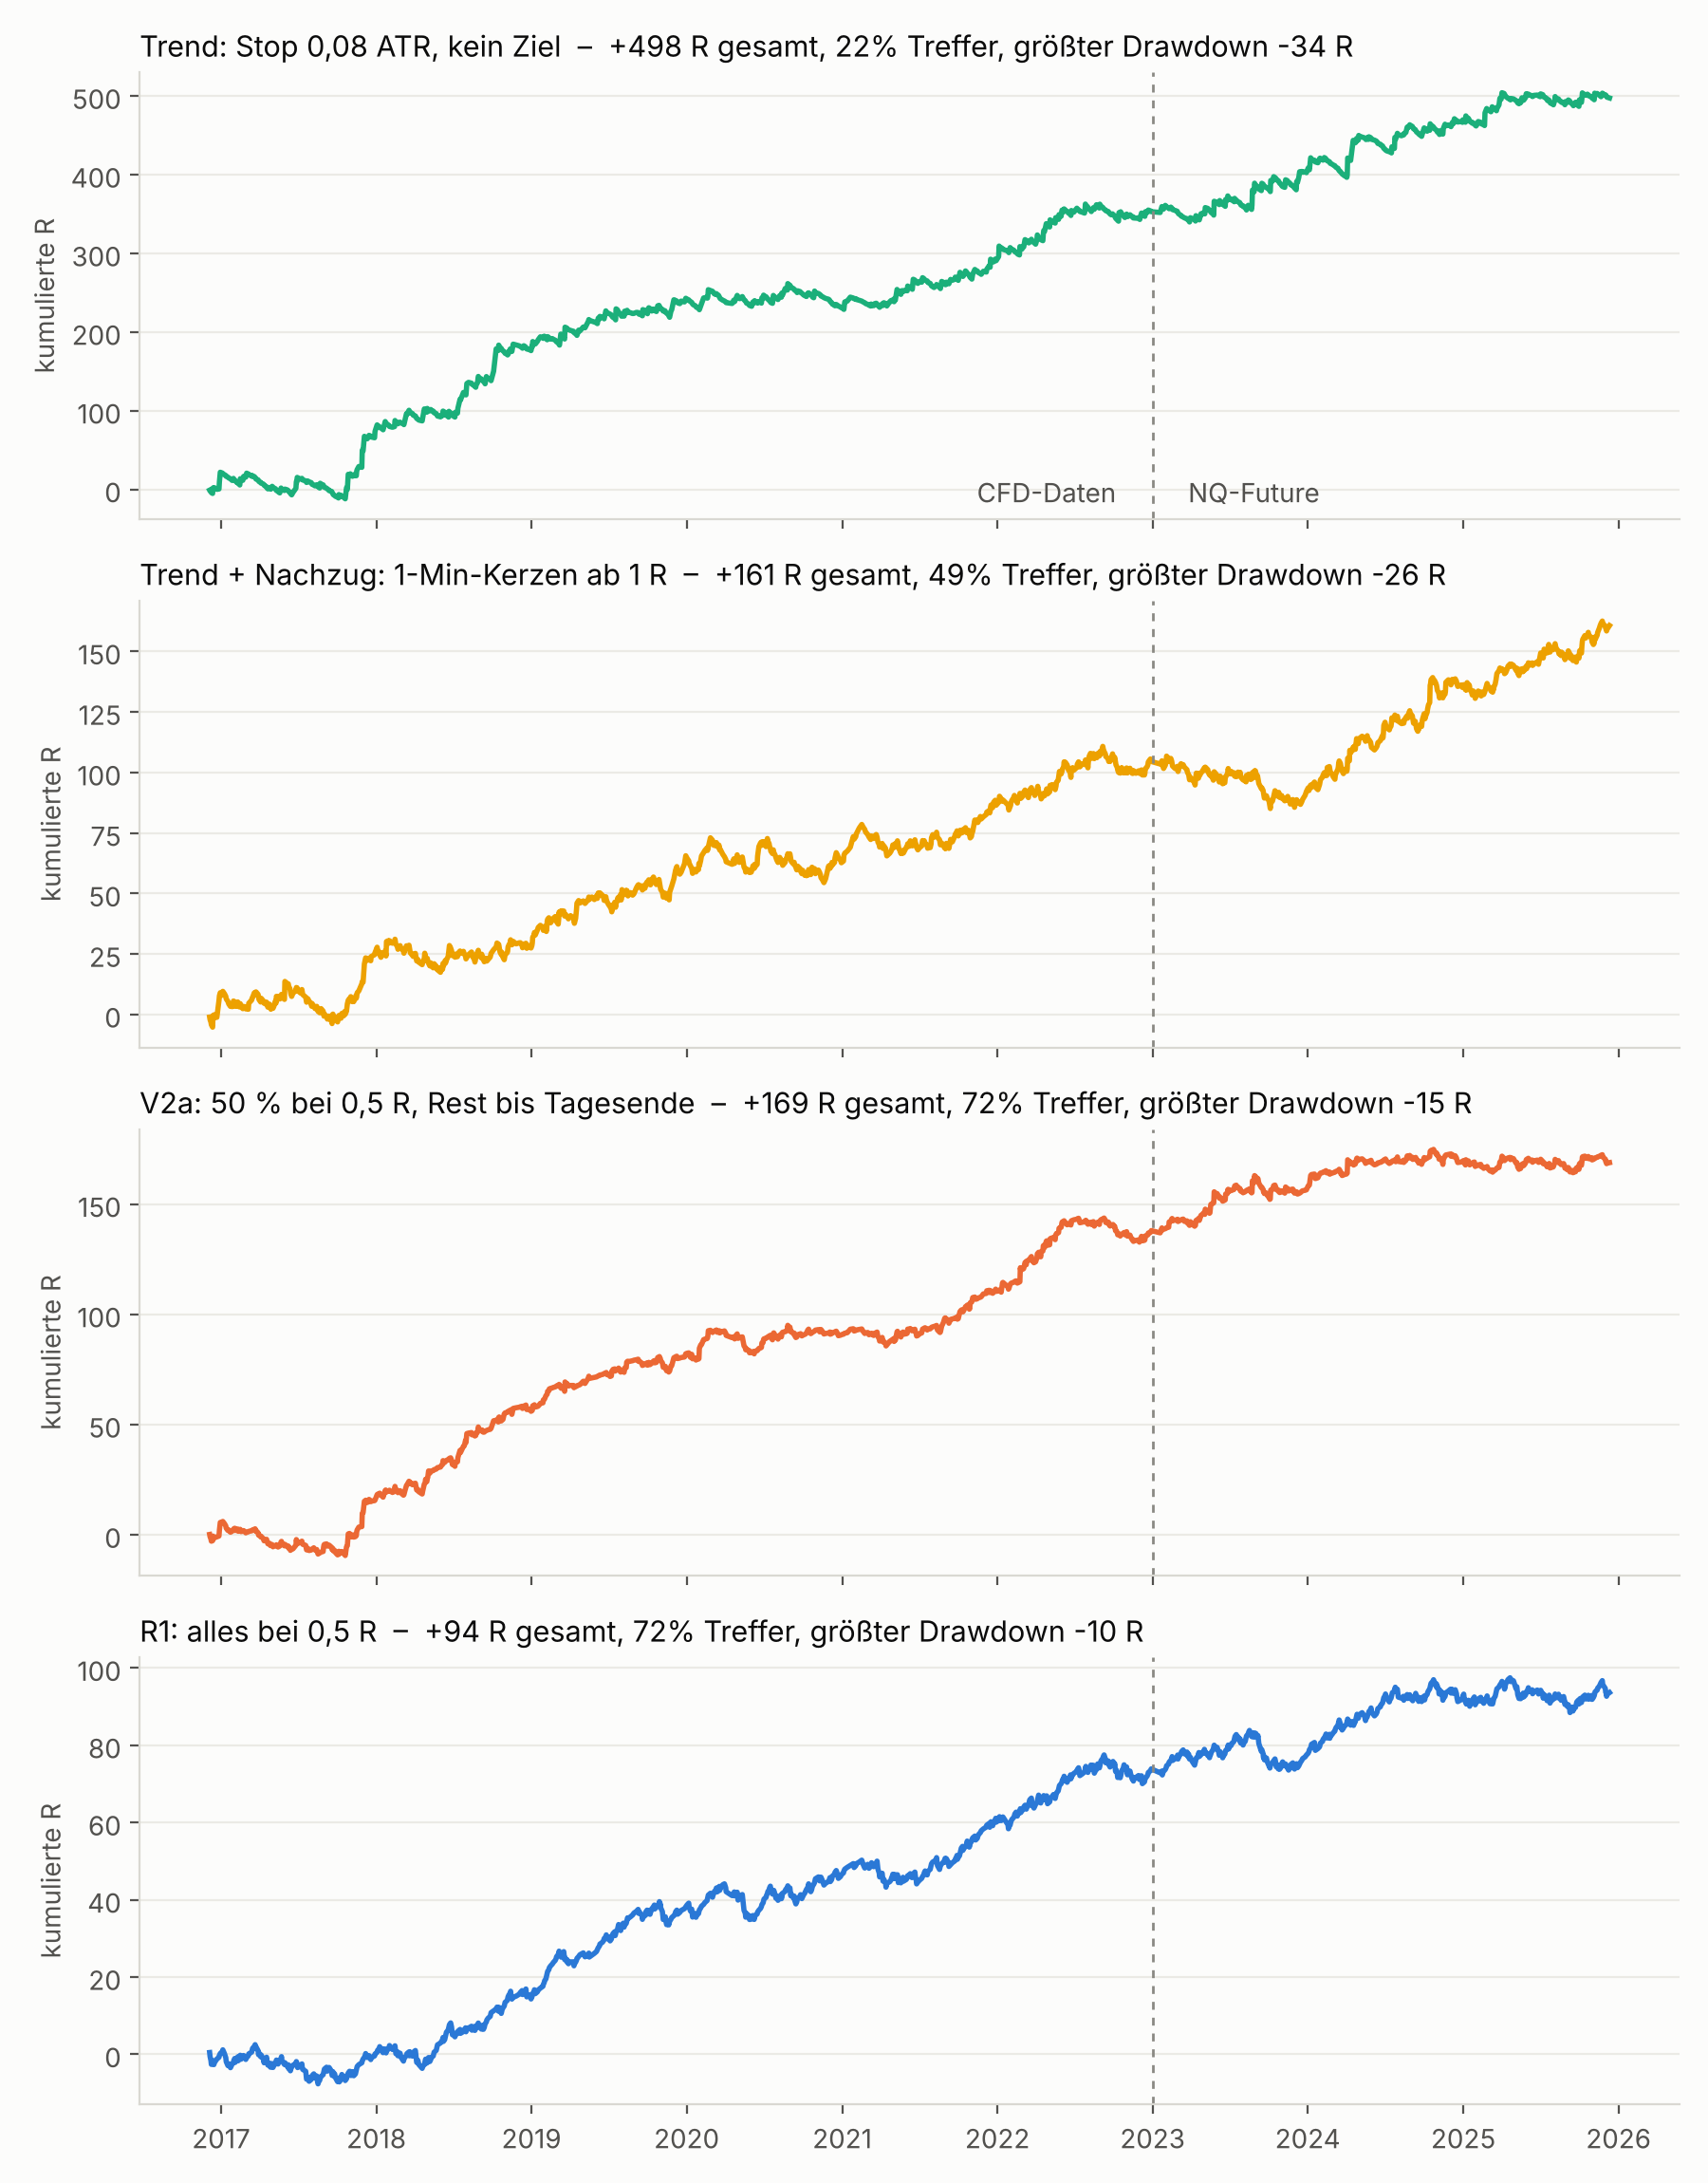 Trend: Stop 0,08 ATR, kein Ziel – +498 R gesamt, 22% Treffer, größter Drawdown -34 R
kumulierte R
500
400
300
200
100
0
CFD-Daten
NQ-Future
Trend + Nachzug: 1-Min-Kerzen ab 1 R – +161 R gesamt, 49% Treffer, größter Drawdown -26 R
kumulierte R
150
125
100
75
50
25
0
V2a: 50 % bei 0,5 R, Rest bis Tagesende – +169 R gesamt, 72% Treffer, größter Drawdown -15 R
kumulierte R
150
100
50
0
R1: alles bei 0,5 R – +94 R gesamt, 72% Treffer, größter Drawdown -10 R
kumulierte R
100
80
60
40
20
0
2017 2018 2019 2020 2021 2022 2023 2024 2025 2026